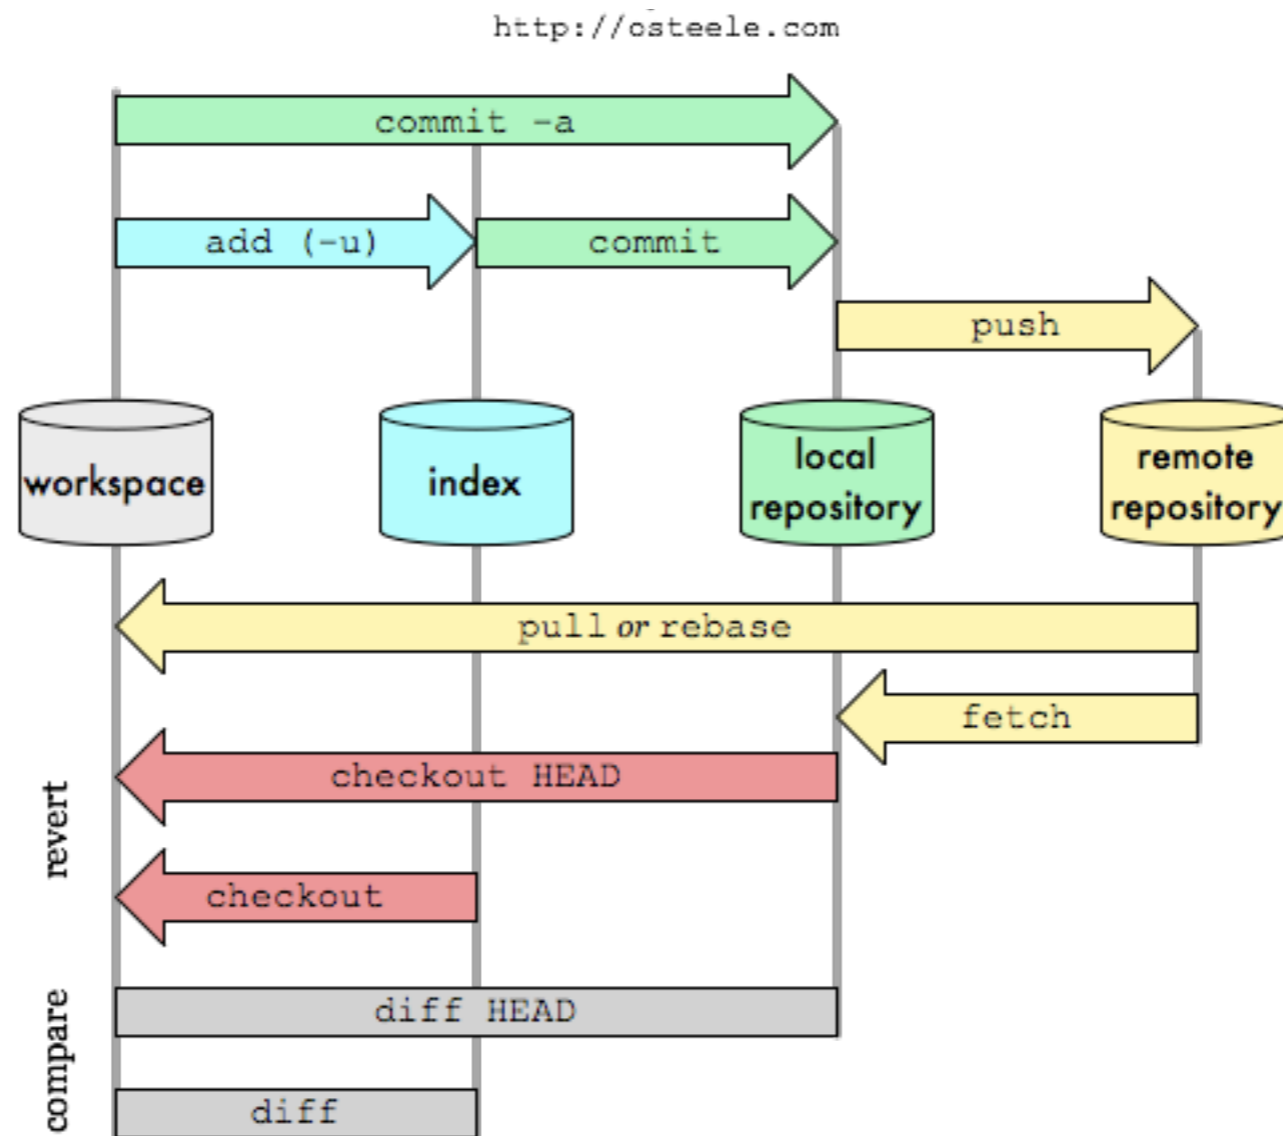 http://osteele.com
commit -a
add (-u)
commit
push
workspace
index
local
repository
remote
repository
pull or rebase
fetch
revert
checkout HEAD
checkout
compare
diff HEAD
diff